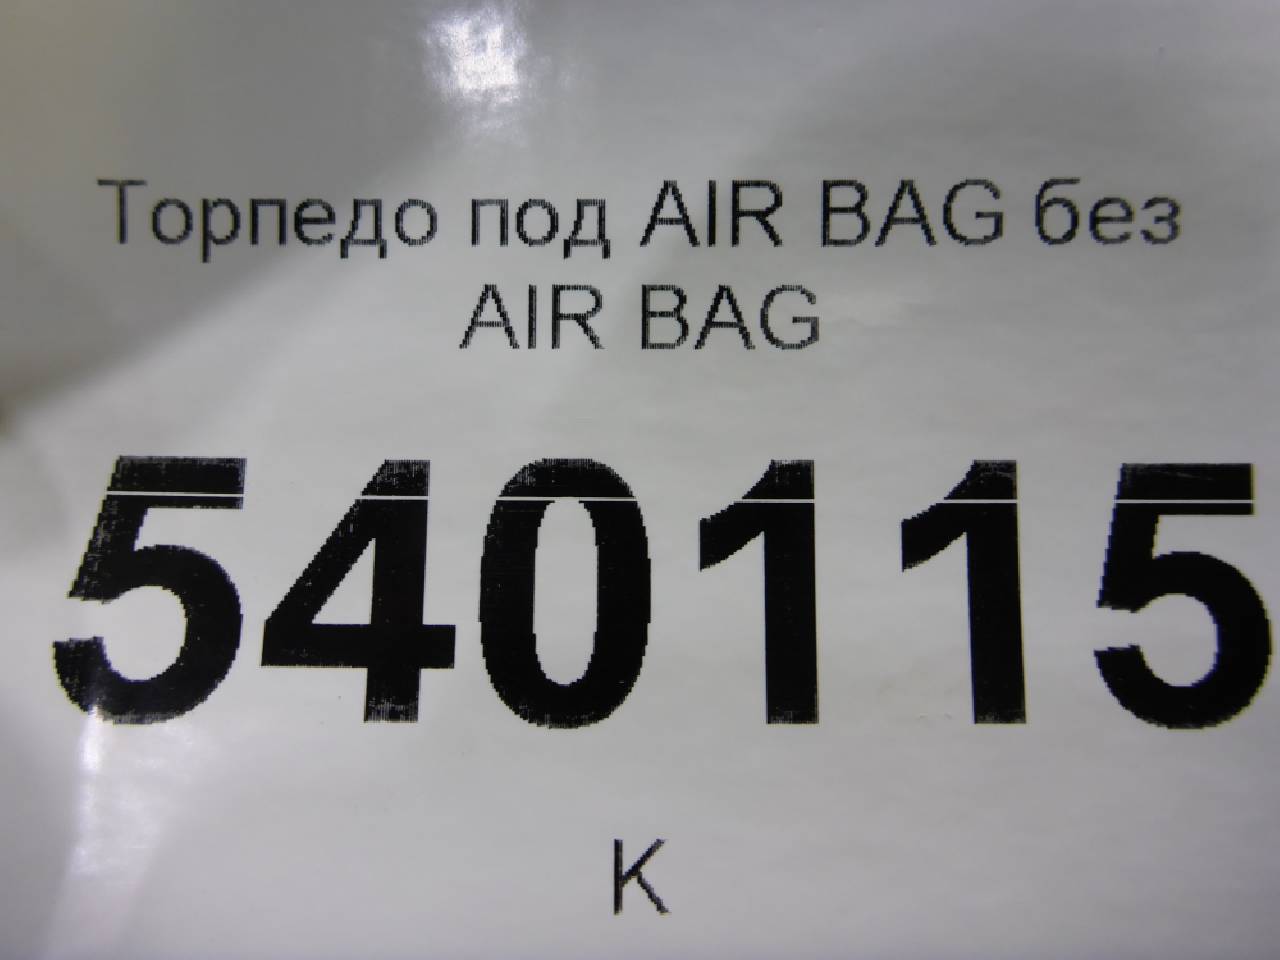 Торпедо под AIR BAG без
AIR BAG
540115
К